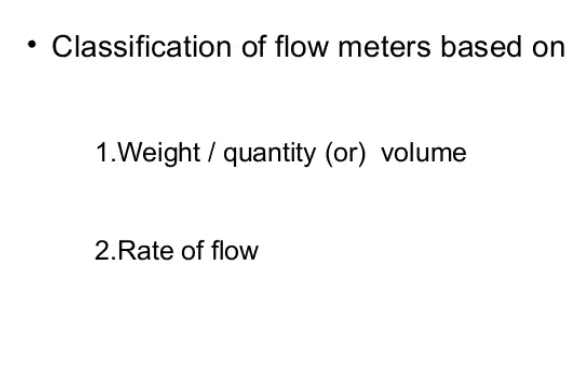 • Classification of flow meters based on
1.Weight / quantity (or)  volume
2.Rate of flow